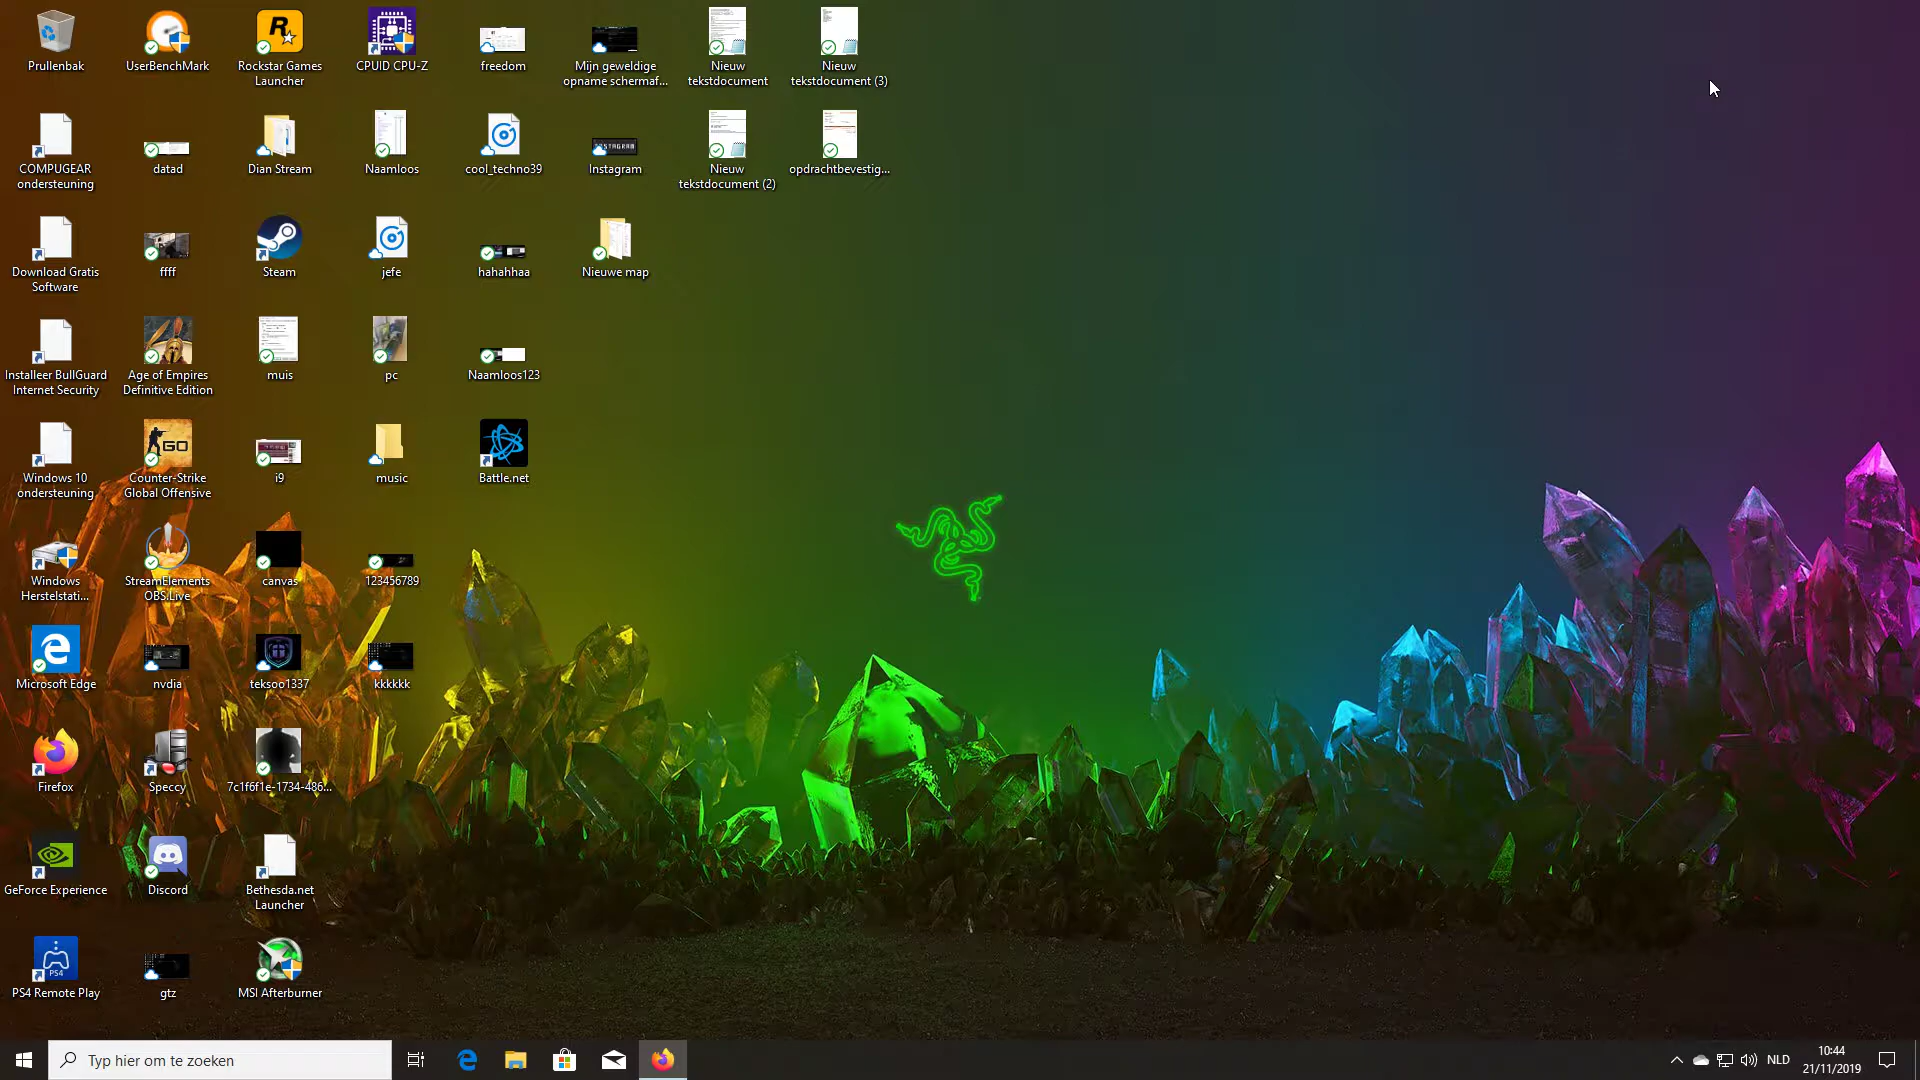 Prullenbak
UserBenchMark
Rockstar Games
Launcher
CPUID CPU-Z
freedom
Mijn geweldige
opname schermaf...
Nieuw
tekstdocument
Nieuw
tekstdocument (3)
COMPUGEAR
ondersteuning
datad
Dian Stream
Naamloos
cool_techno39
INSTAGRAM
Instagram
Nieuw
tekstdocument (2)
opdrachtbevestig...
Download Gratis
Software
ffff
Steam
jefe
hahahhaa
Nieuwe map
Installeer BullGuard
Internet Security
Age of Empires
Definitive Edition
muis
pc
Naamloos123
Windows 10
ondersteuning
GO
Counter-Strike
Global Offensive
i9
music
Battle.net
Windows
Herstelstati...
StreamElements
OBS.Live
canvas
123456789
Microsoft Edge
nvdia
teksoo1337
kkkkkk
Firefox
Speccy
7c1f6f1e-1734-486...
GeForce Experience
Discord
Bethesda.net
Launcher
PS4
PS4 Remote Play
gtz
MSI Afterburner
Typ hier om te zoeken
NLD
10:44
21/11/2019